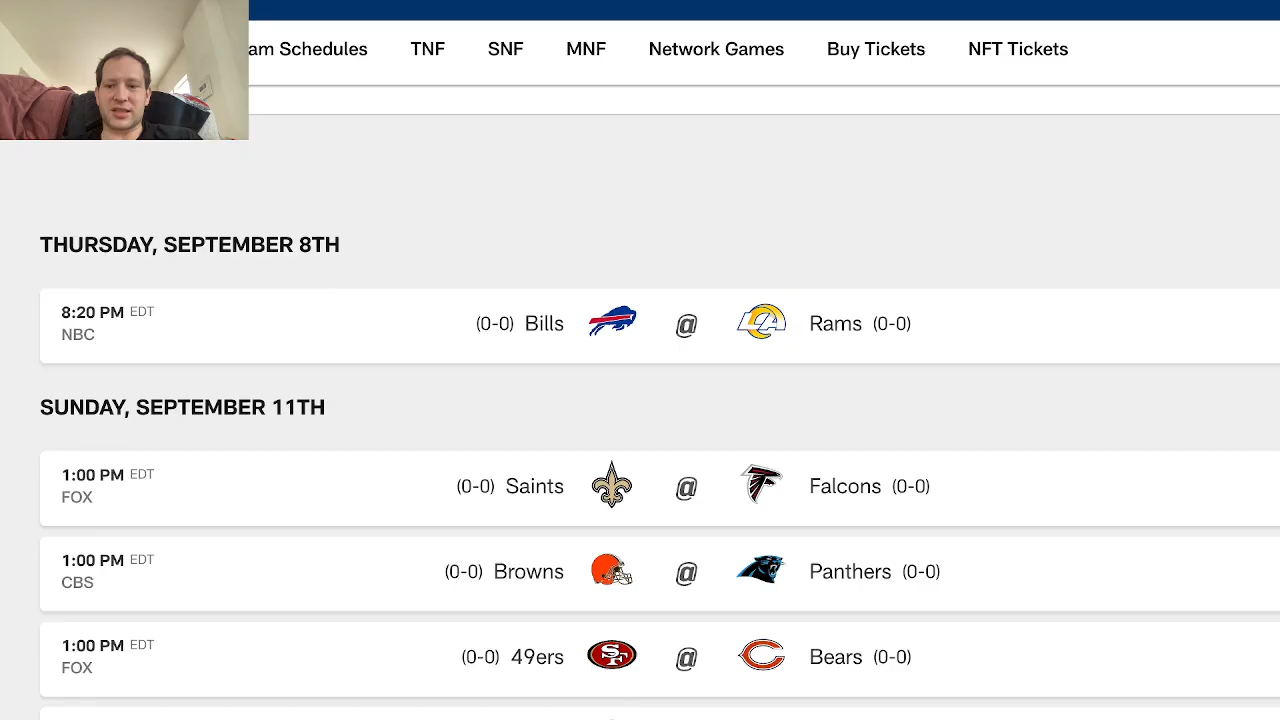 am Schedules TNF SNF MNF Network Games Buy Tickets NFT Tickets
THURSDAY, SEPTEMBER 8TH
8:20 PM EDT
NBC
(0-0) Bills @ LA Rams (0-0)
SUNDAY, SEPTEMBER 11TH
1:00 PM EDT
FOX
(0-0) Saints @ Falcons (0-0)
1:00 PM EDT
CBS
(0-0) Browns @ Panthers (0-0)
1:00 PM EDT
FOX
(0-0) 49ers SF @ Bears (0-0)